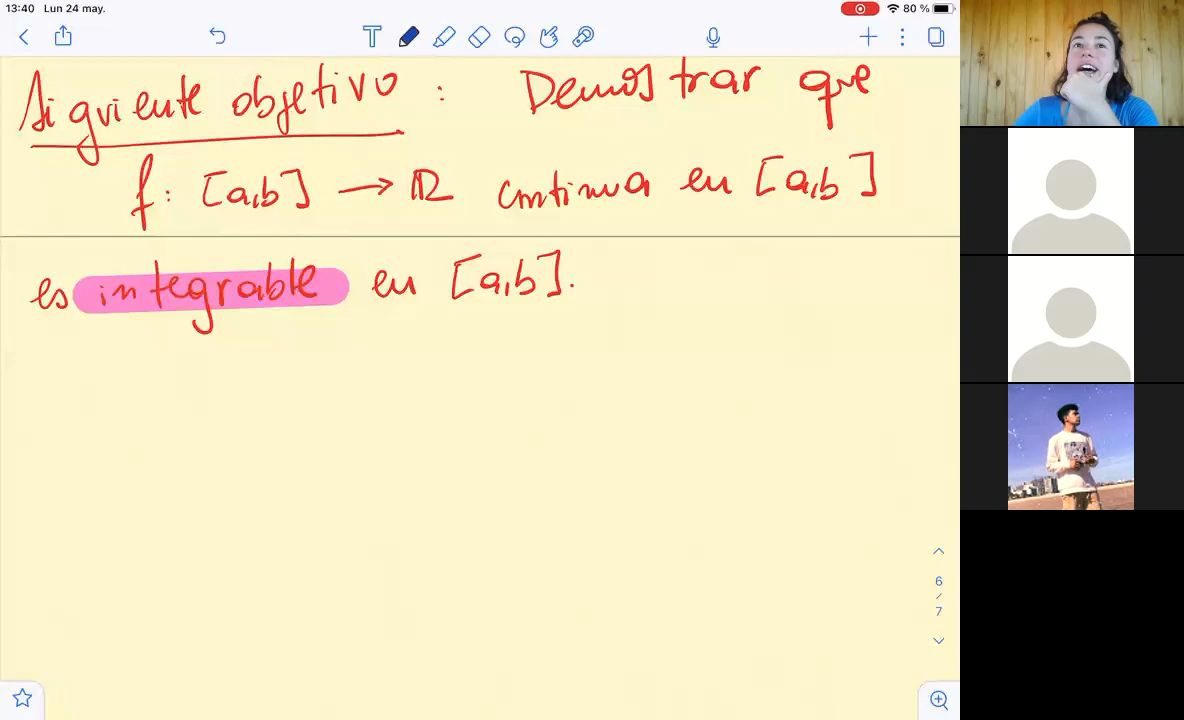 13:40 Lun 24 may. 80 %
Siguiente objetivo : Demostrar que
f: [a,b] → ℝ continua en [a,b]
es integrable en [a,b].
6
/
7